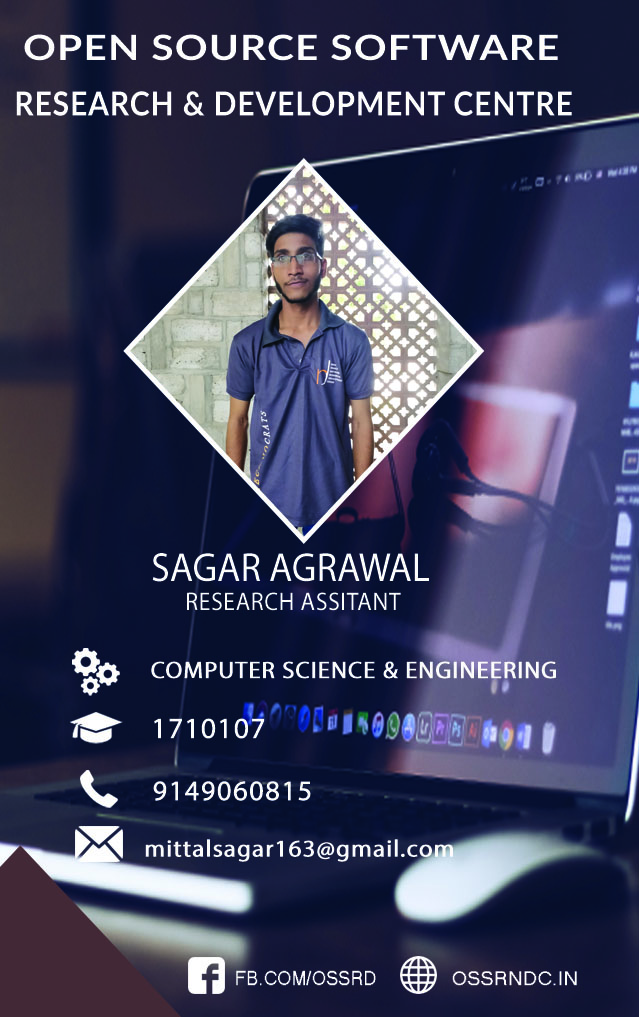 OPEN SOURCE SOFTWARE
RESEARCH & DEVELOPMENT CENTRE
SAGAR AGRAWAL
RESEARCH ASSITANT
COMPUTER SCIENCE & ENGINEERING
1710107
9149060815
mittalsagar163@gmail.com
FB.COM/OSSRD
OSSRNDC.IN